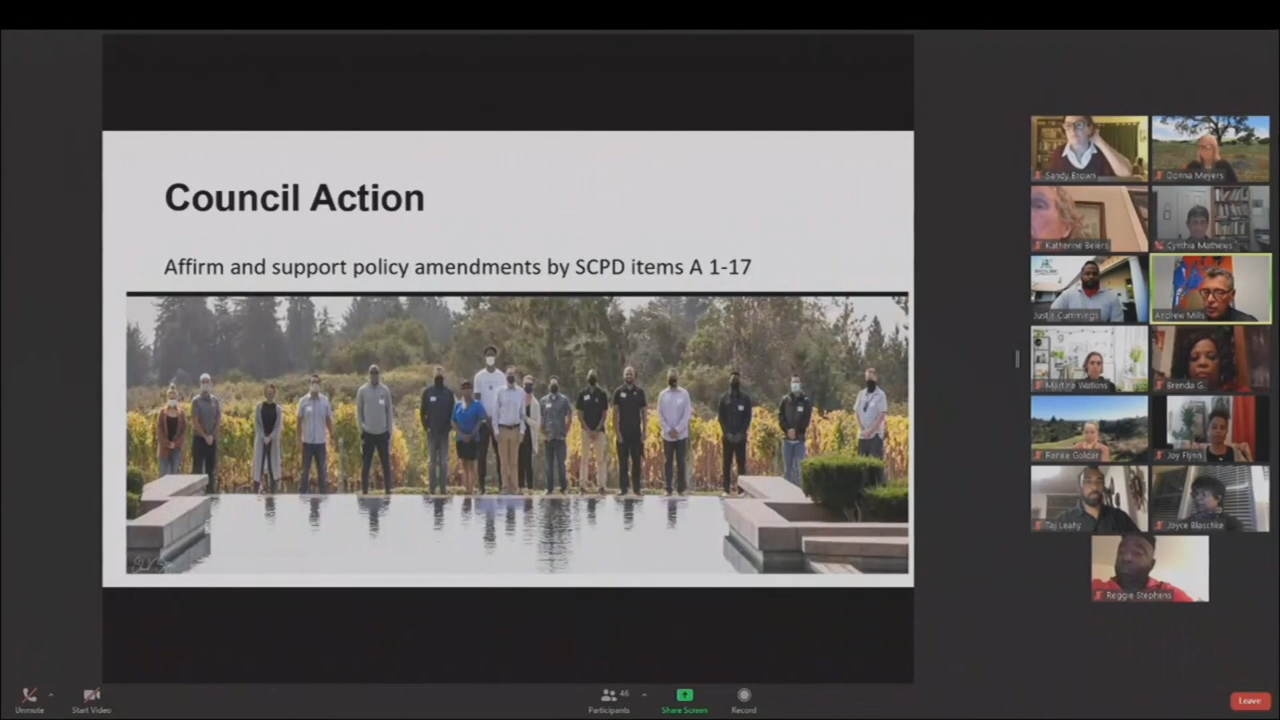 Council Action
Affirm and support policy amendments by SCPD items A 1-17
Sandy Brown
Donna Meyers
Katherine Beiers
Cynthia Mathews
Justin Cummings
Andrew Mills
Martine Watkins
Brenda G.
Renee Golder
Joy Flynn
Taj Leahy
Joyce Blaschke
Reggie Stephens
Unmute
Start Video
46
Participants
Share Screen
Record
Leave